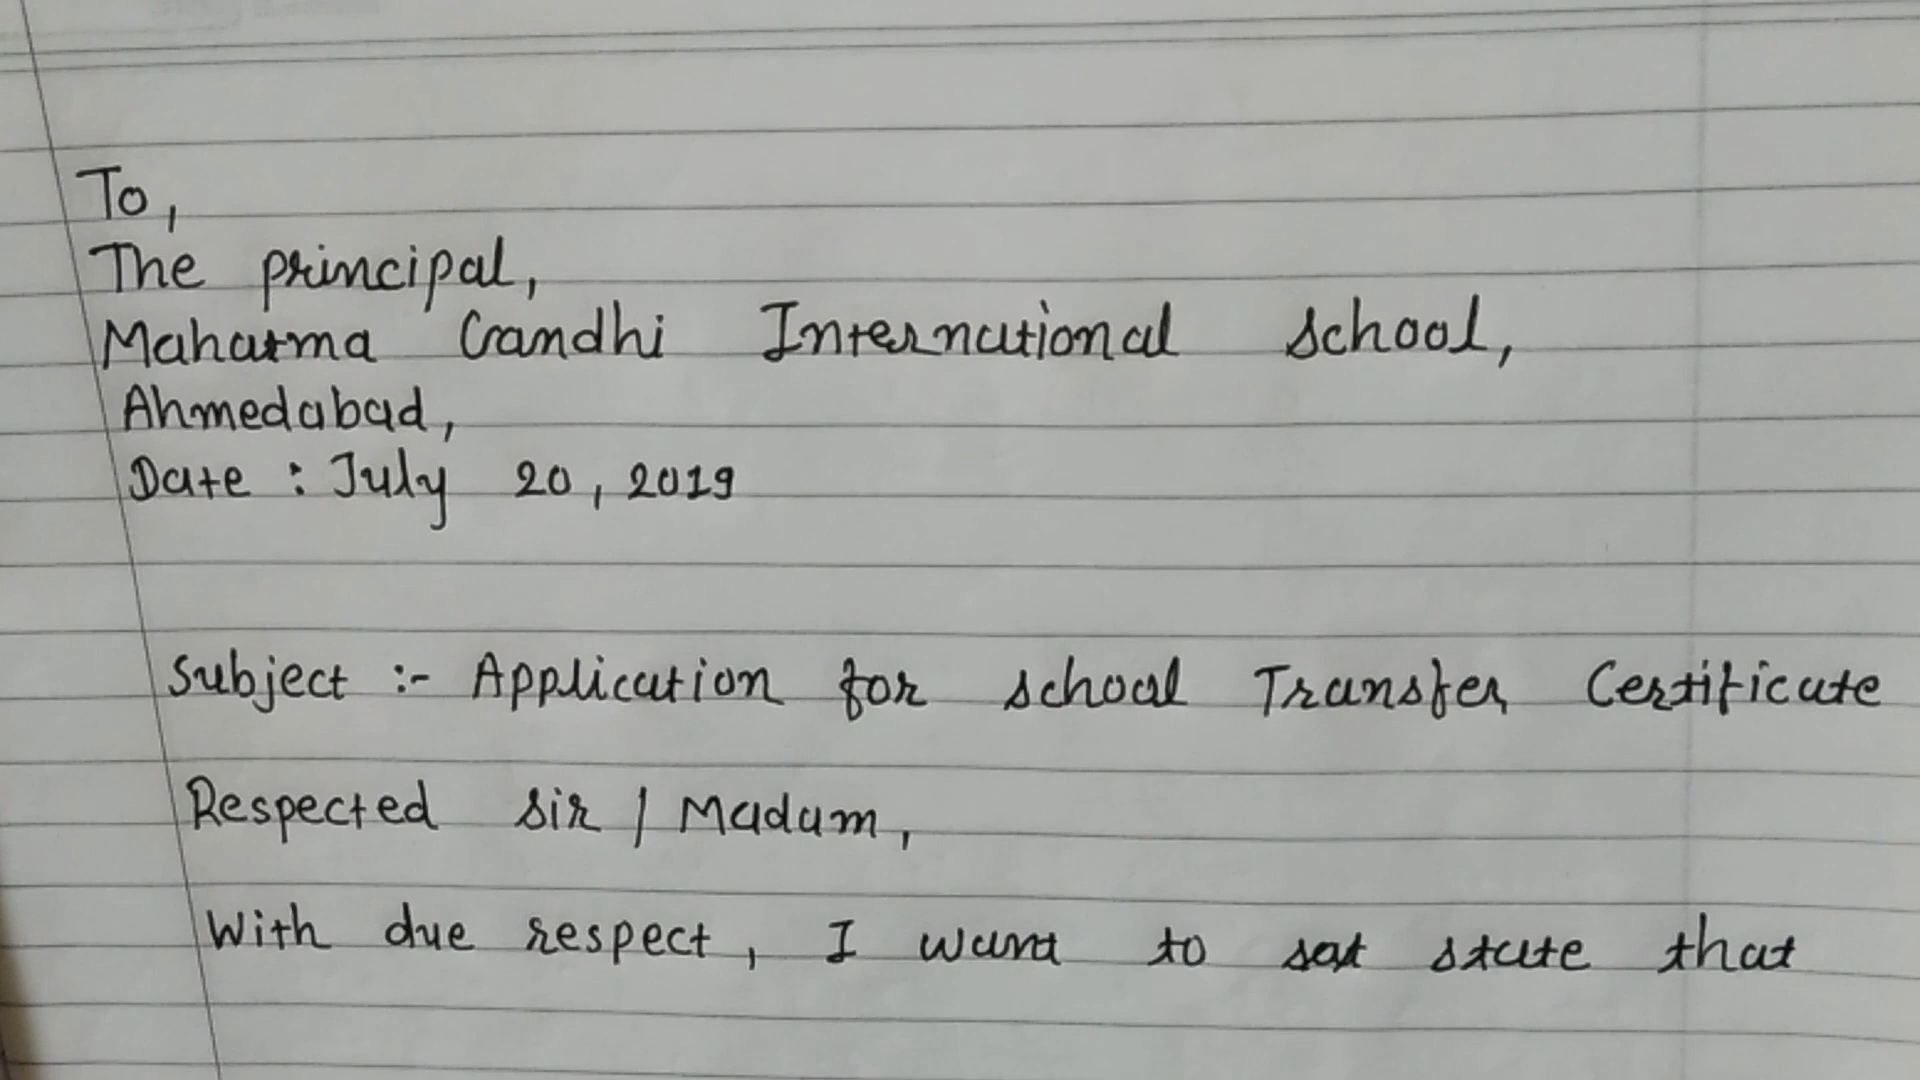 To,
The principal,
Mahatma Gandhi International school,
Ahmedabad,
Date : July 20, 2019
Subject :- Application for school Transfer Certificate
Respected sir / Madam,
With due respect, I want to sat state that